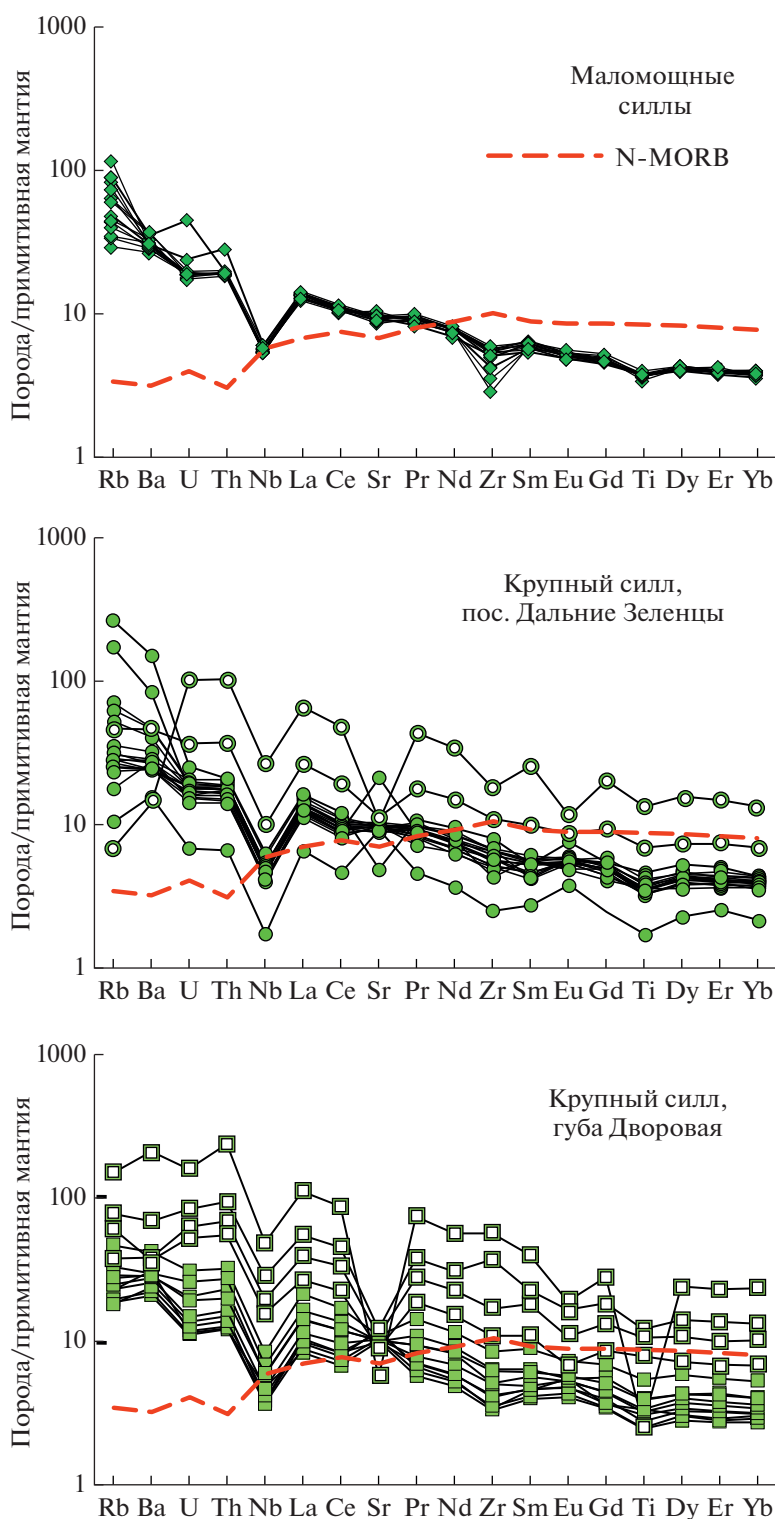 1000
Маломощные
силлы
N-MORB
100
10
1
Порода/примитивная мантия
Rb Ba U Th Nb La Ce Sr Pr Nd Zr Sm Eu Gd Ti Dy Er Yb
1000
Крупный силл,
пос. Дальние Зеленцы
100
10
1
Порода/примитивная мантия
Rb Ba U Th Nb La Ce Sr Pr Nd Zr Sm Eu Gd Ti Dy Er Yb
1000
Крупный силл,
губа Дворовая
100
10
1
Порода/примитивная мантия
Rb Ba U Th Nb La Ce Sr Pr Nd Zr Sm Eu Gd Ti Dy Er Yb